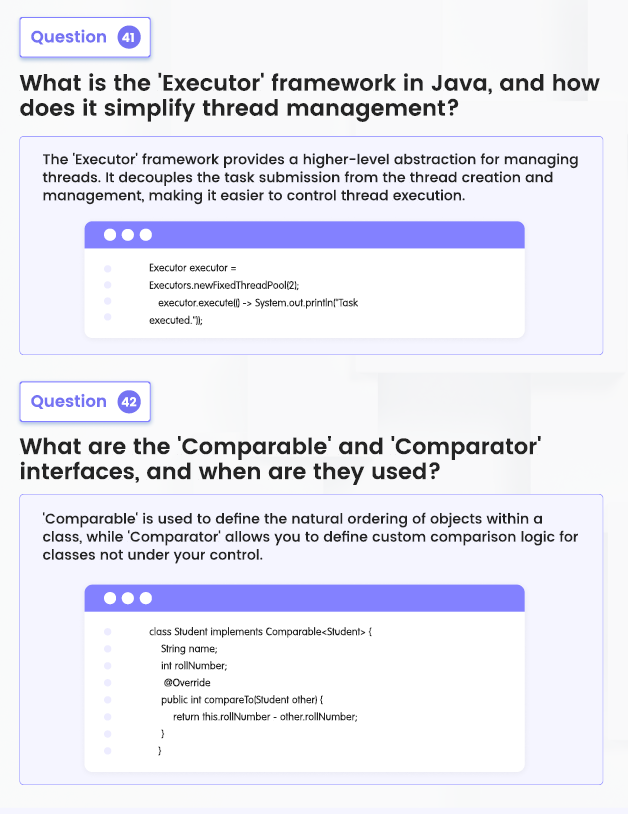 Question 41
What is the 'Executor' framework in Java, and how
does it simplify thread management?
The 'Executor' framework provides a higher-level abstraction for managing
threads. It decouples the task submission from the thread creation and
management, making it easier to control thread execution.
Executor executor =
Executors.newFixedThreadPool(2);
executor.execute(() -> System.out.println("Task
executed."));
Question 42
What are the 'Comparable' and 'Comparator'
interfaces, and when are they used?
'Comparable' is used to define the natural ordering of objects within a
class, while 'Comparator' allows you to define custom comparison logic for
classes not under your control.
class Student implements Comparable<Student> {
String name;
int rollNumber;
@Override
public int compareTo(Student other) {
return this.rollNumber - other.rollNumber;
}
}